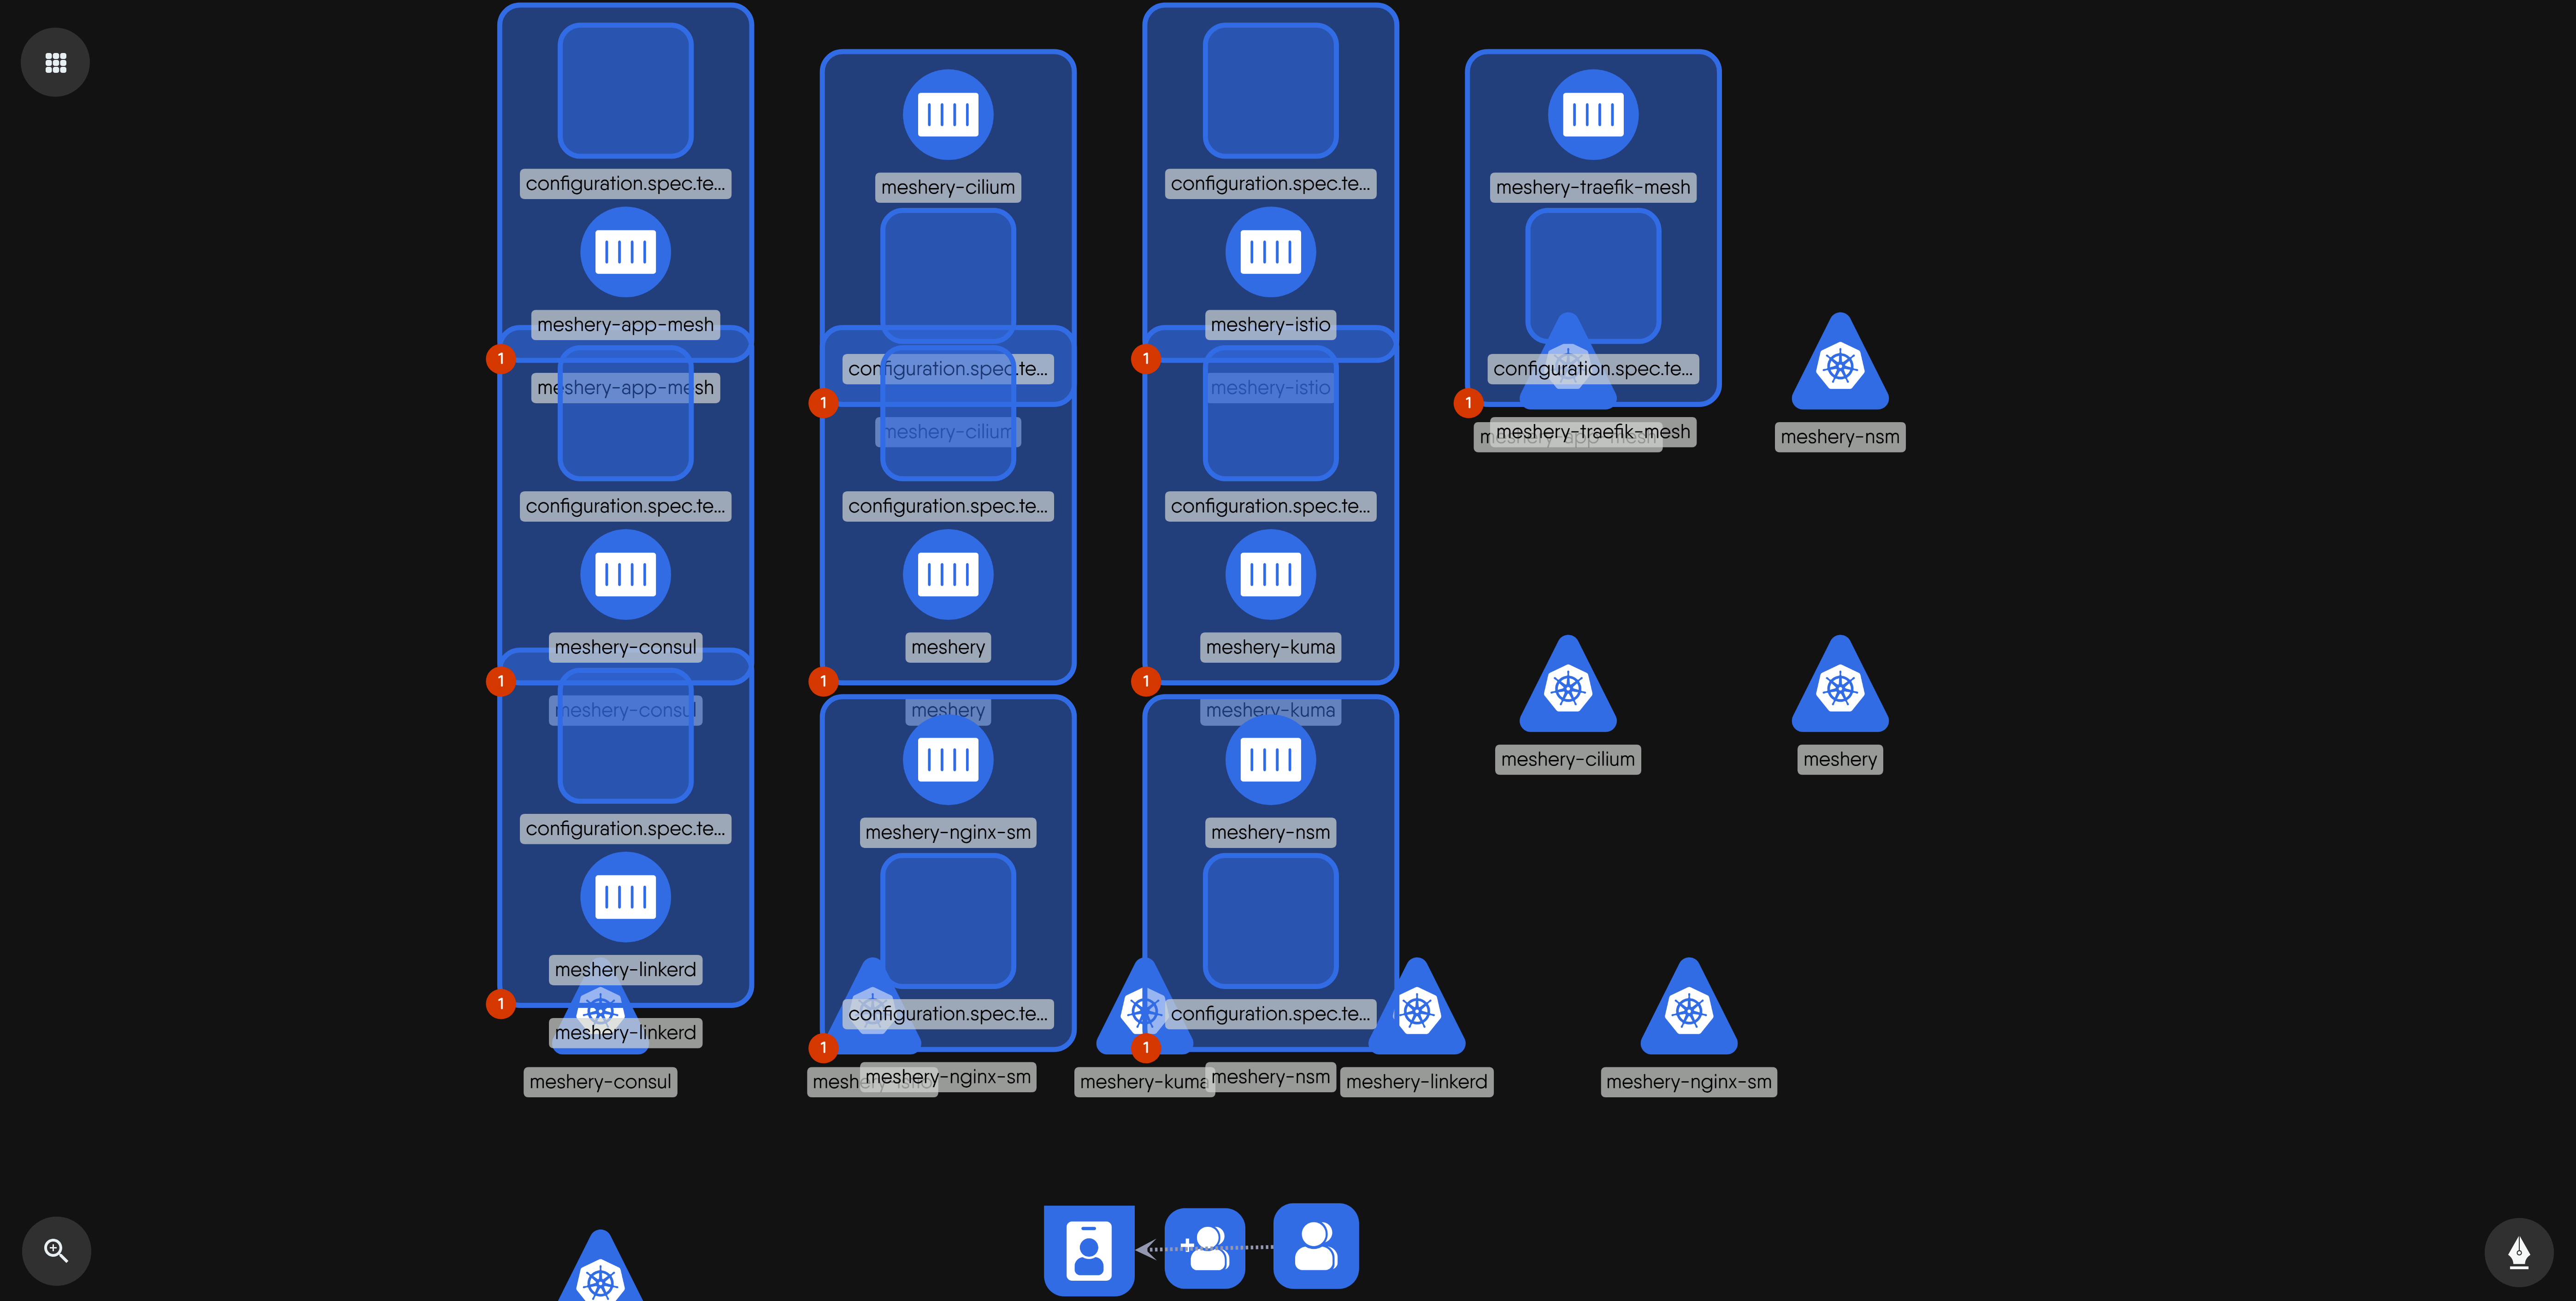 configuration.spec.te...
meshery-app-mesh
1
meshery-app-mesh
configuration.spec.te...
meshery-consul
1
meshery-consul
configuration.spec.te...
meshery-linkerd
1
meshery-linkerd
meshery-consul
meshery-cilium
configuration.spec.te...
1
meshery-cilium
configuration.spec.te...
meshery
1
meshery
meshery-nginx-sm
configuration.spec.te...
1
meshery-istio
meshery-nginx-sm
configuration.spec.te...
meshery-istio
1
meshery-istio
configuration.spec.te...
meshery-kuma
1
meshery-kuma
meshery-nsm
configuration.spec.te...
1
meshery-kuma
meshery-nsm
meshery-linkerd
meshery-traefik-mesh
configuration.spec.te...
1
meshery-app-mesh
meshery-traefik-mesh
meshery-nsm
meshery-cilium
meshery
meshery-nginx-sm